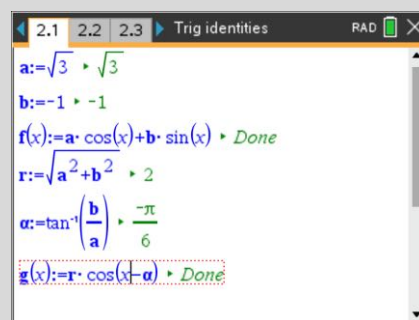 2.1 2.2 2.3 Trig identities RAD
a:=√3 ▸ √3
b:=-1 ▸ -1
f(x):=a· cos(x)+b· sin(x) ▸ Done
r:=√(a²+b²) ▸ 2
α:=tan⁻¹(b/a) ▸ -π/6
g(x):=r· cos(x-α) ▸ Done